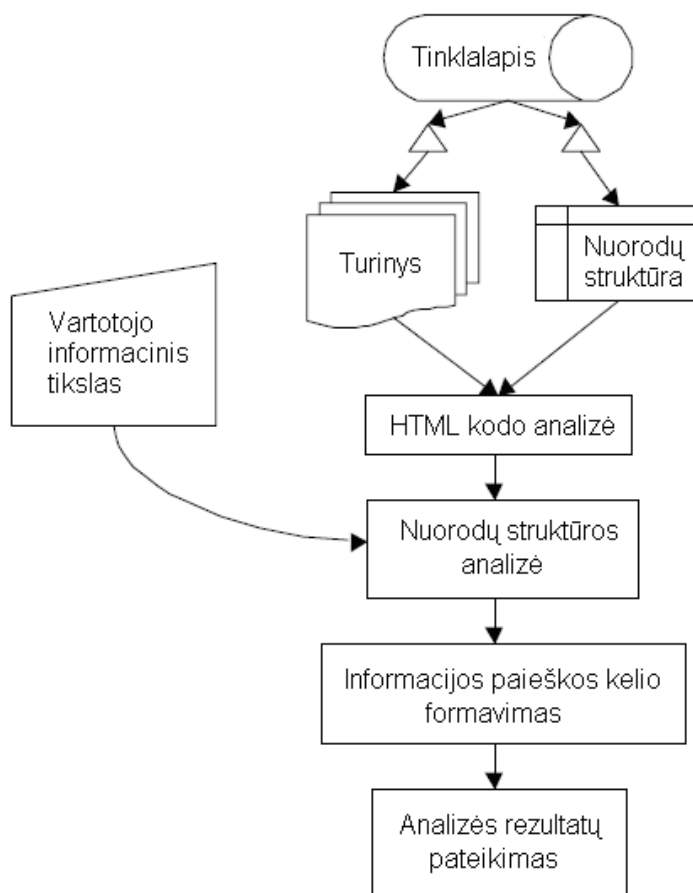 Tinklalapis
Turinys
Nuorodų
struktūra
Vartotojo
informacinis
tikslas
HTML kodo analizė
Nuorodų struktūros
analizė
Informacijos paieškos kelio
formavimas
Analizės rezultatų
pateikimas